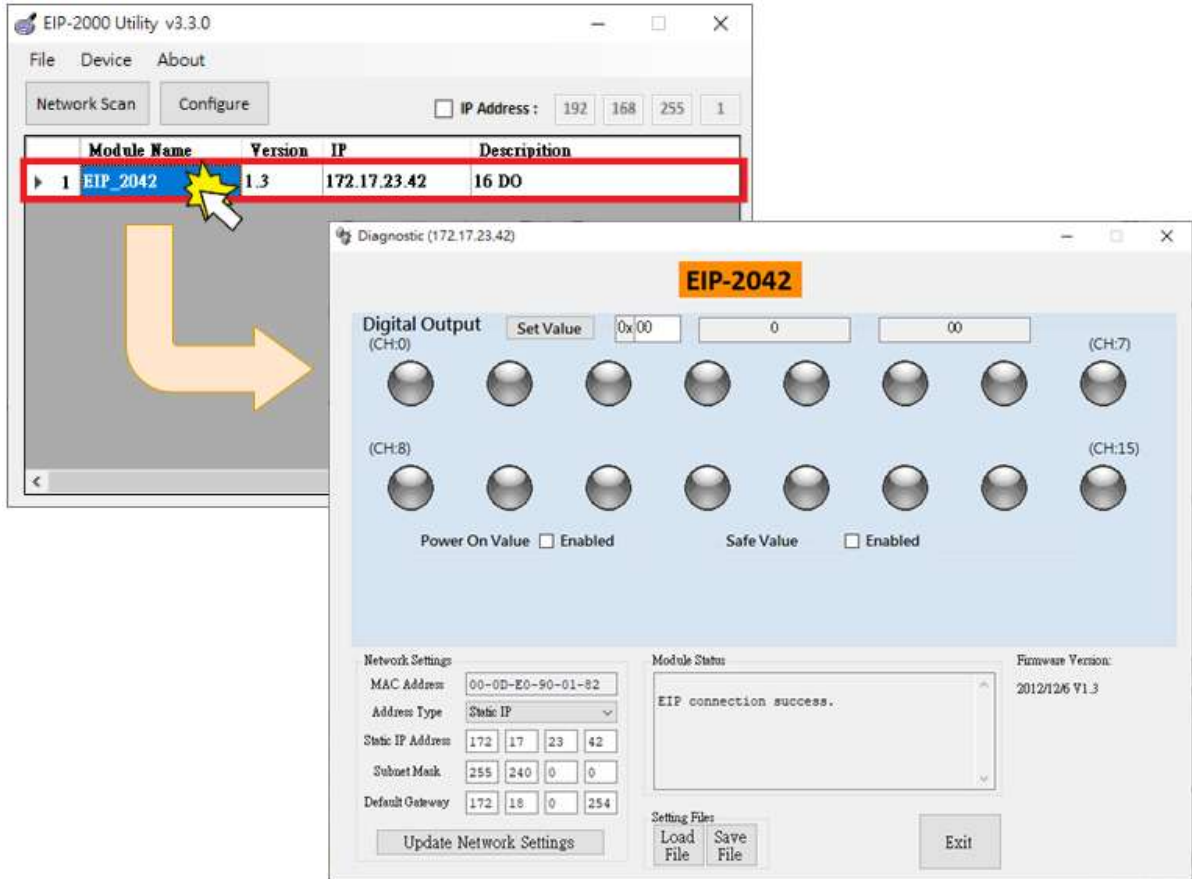 EIP-2000 Utility v3.3.0
File Device About
Network Scan Configure IP Address : 192 168 255 1
Module Name Version IP Descripition
1 EIP_2042 1.3 172.17.23.42 16 DO
Diagnostic (172.17.23.42)
EIP-2042
Digital Output Set Value 0x 00 0 00
(CH:0) (CH:7)
(CH:8) (CH:15)
Power On Value Enabled Safe Value Enabled
Network Settings Module Status Firmware Version:
MAC Address 00-0D-E0-90-01-82 EIP connection success. 2012/12/6 V1.3
Address Type Static IP
Static IP Address 172 17 23 42
Subnet Mask 255 240 0 0
Default Gateway 172 18 0 254
Update Network Settings
Setting Files
Load File Save File Exit